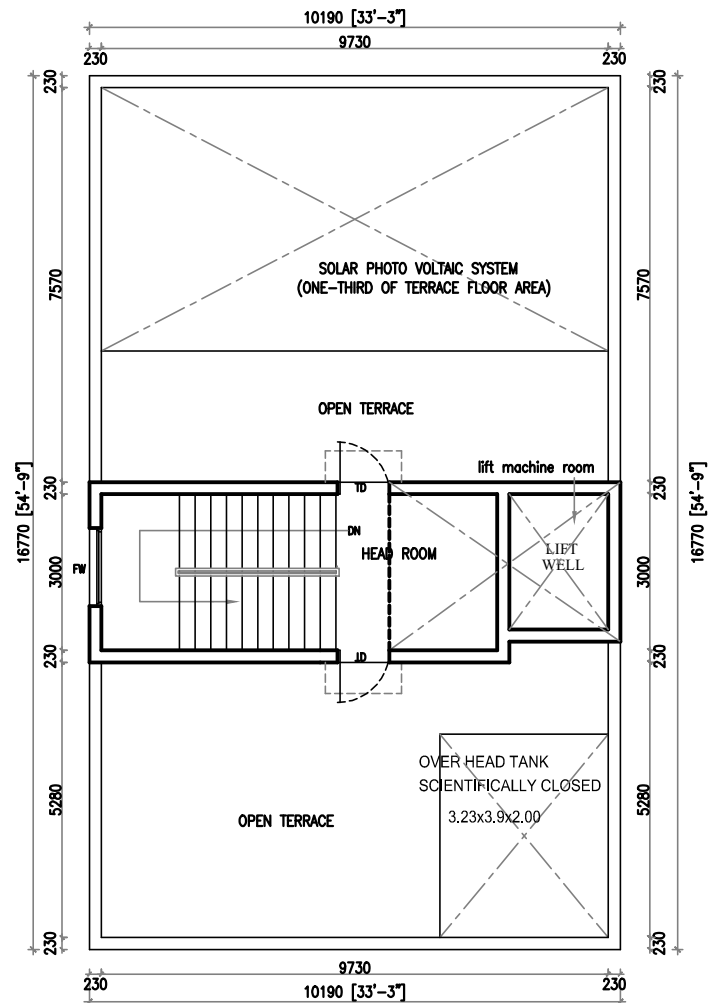 10190 [33'-3"]
9730
230
230
230
230
SOLAR PHOTO VOLTAIC SYSTEM
(ONE-THIRD OF TERRACE FLOOR AREA)
7570
7570
OPEN TERRACE
lift machine room
16770 [54'-9"]
16770 [54'-9"]
230
230
TD
DN
HEAD ROOM
LIFT
WELL
FW
3000
3000
TD
230
230
OVER HEAD TANK
SCIENTIFICALLY CLOSED
3.23x3.9x2.00
5280
5280
OPEN TERRACE
230
230
9730
230
230
10190 [33'-3"]